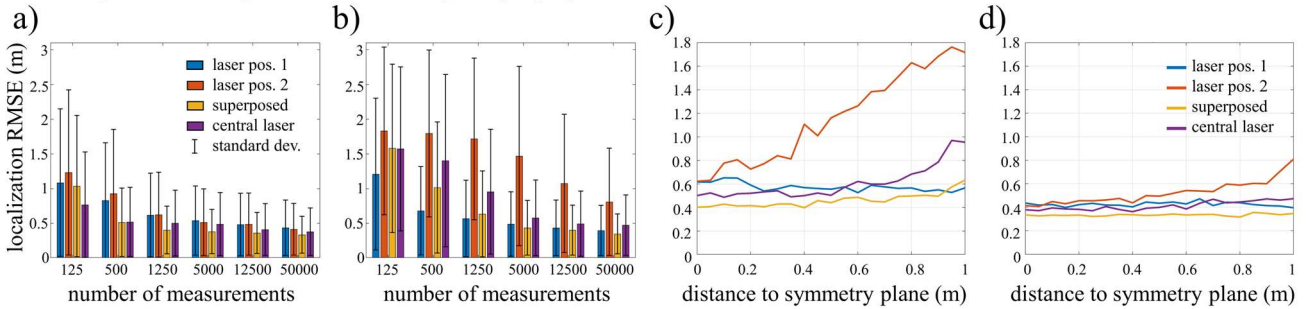 a)
localization RMSE (m)
3
2.5
2
1.5
1
0.5
0
laser pos. 1
laser pos. 2
superposed
central laser
standard dev.
125 500 1250 5000 12500 50000
number of measurements
b)
3
2.5
2
1.5
1
0.5
0
125 500 1250 5000 12500 50000
number of measurements
c)
1.8
1.6
1.4
1.2
1.0
0.8
0.6
0.4
0.2
0
0 0.2 0.4 0.6 0.8 1
distance to symmetry plane (m)
d)
1.8
1.6
1.4
1.2
1.0
0.8
0.6
0.4
0.2
0
laser pos. 1
laser pos. 2
superposed
central laser
0 0.2 0.4 0.6 0.8 1
distance to symmetry plane (m)